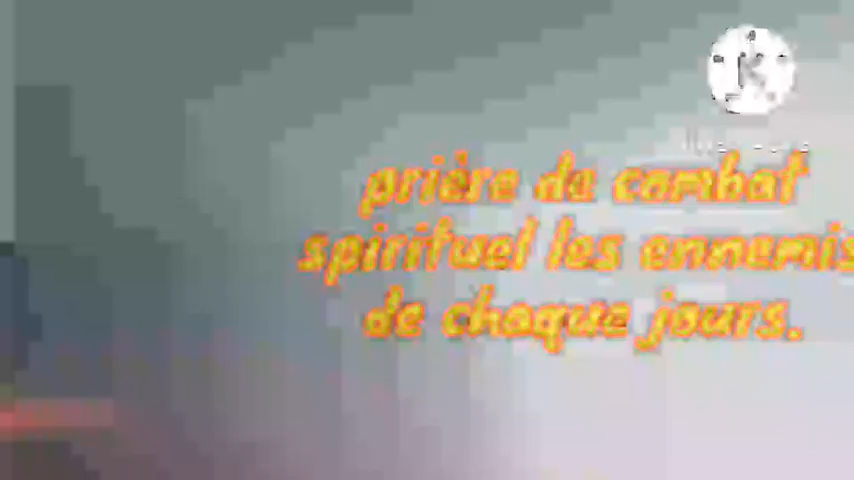 prière de combat
spirituel les ennemis
de chaque jours.